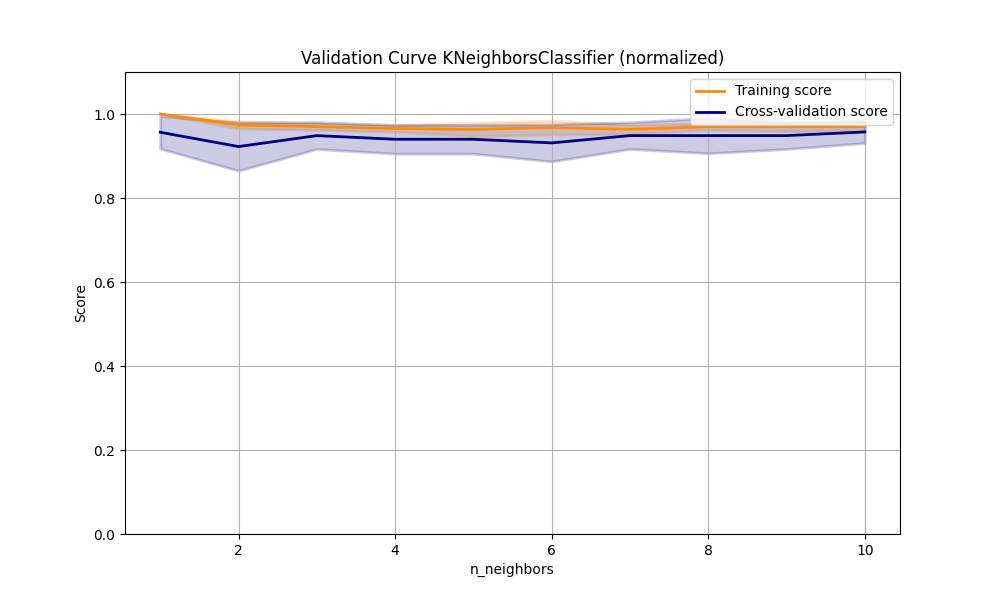 Validation Curve KNeighborsClassifier (normalized)
Training score
Cross-validation score
1.0
0.8
0.6
0.4
0.2
0.0
Score
2 4 6 8 10
n_neighbors